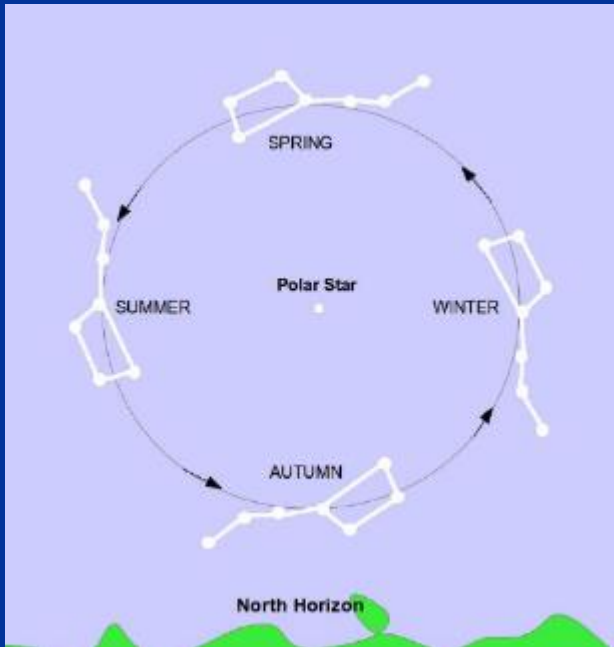 SPRING
Polar Star
SUMMER
WINTER
AUTUMN
North Horizon